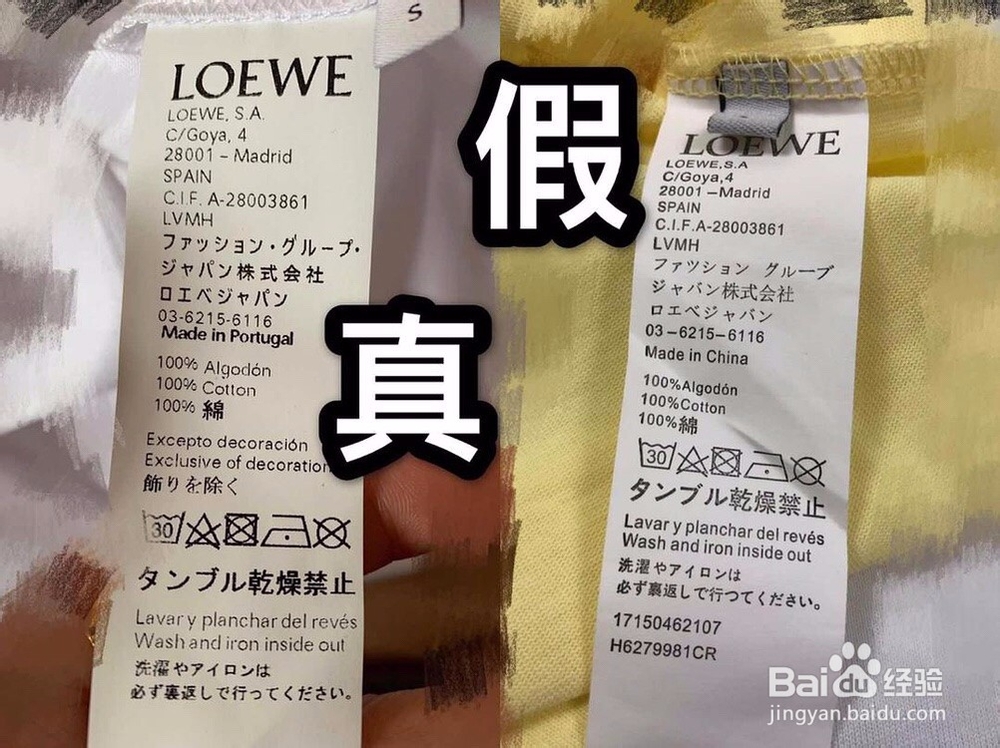 S
LOEWE
LOEWE, S.A.
C/Goya, 4
28001 - Madrid
SPAIN
C.I.F. A-28003861
LVMH
ファッション・グループ・
ジャパン株式会社
ロエベジャパン
03-6215-6116
Made in Portugal
100% Algodón
100% Cotton
100% 綿
Excepto decoración
Exclusive of decoration
飾りを除く
30
タンブル乾燥禁止
Lavar y planchar del revés
Wash and iron inside out
洗濯やアイロンは
必ず裏返しで行ってください。
真
假
LOEWE
LOEWE,S.A
C/Goya,4
28001 －Madrid
SPAIN
C.I.F.A-28003861
LVMH
ファツション グループ
ジャバン株式会社
ロエベジャバン
03－6215－6116
Made in China
100%Algodón
100%Cotton
100%綿
30
タンブル乾燥禁止
Lavar y planchar del revés
Wash and iron inside out
洗濯やアイロンは
必ず裏返しで行つてください。
17150462107
H6279981CR
Baidu经验
jingyan.baidu.com